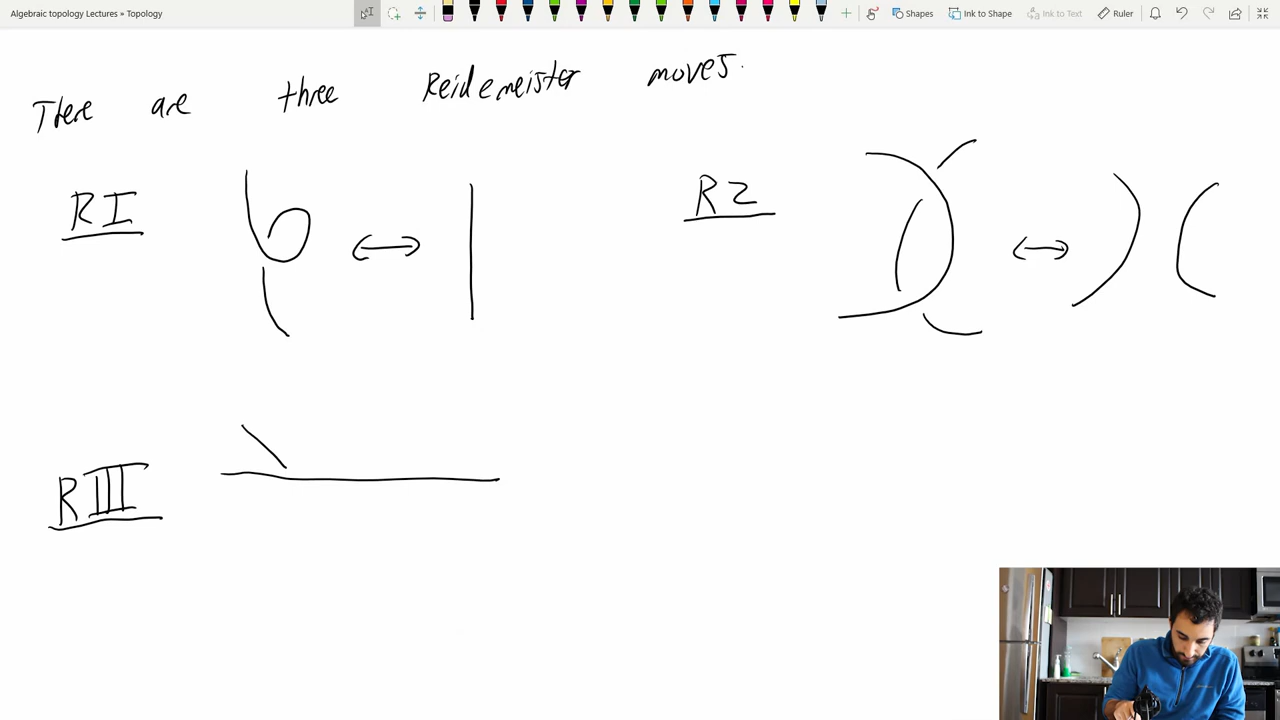 Algebraic topology Lectures » Topology
Shapes
Ink to Shape
Ink to Text
Ruler
There are three Reidemeister moves.
RI
R2
RIII